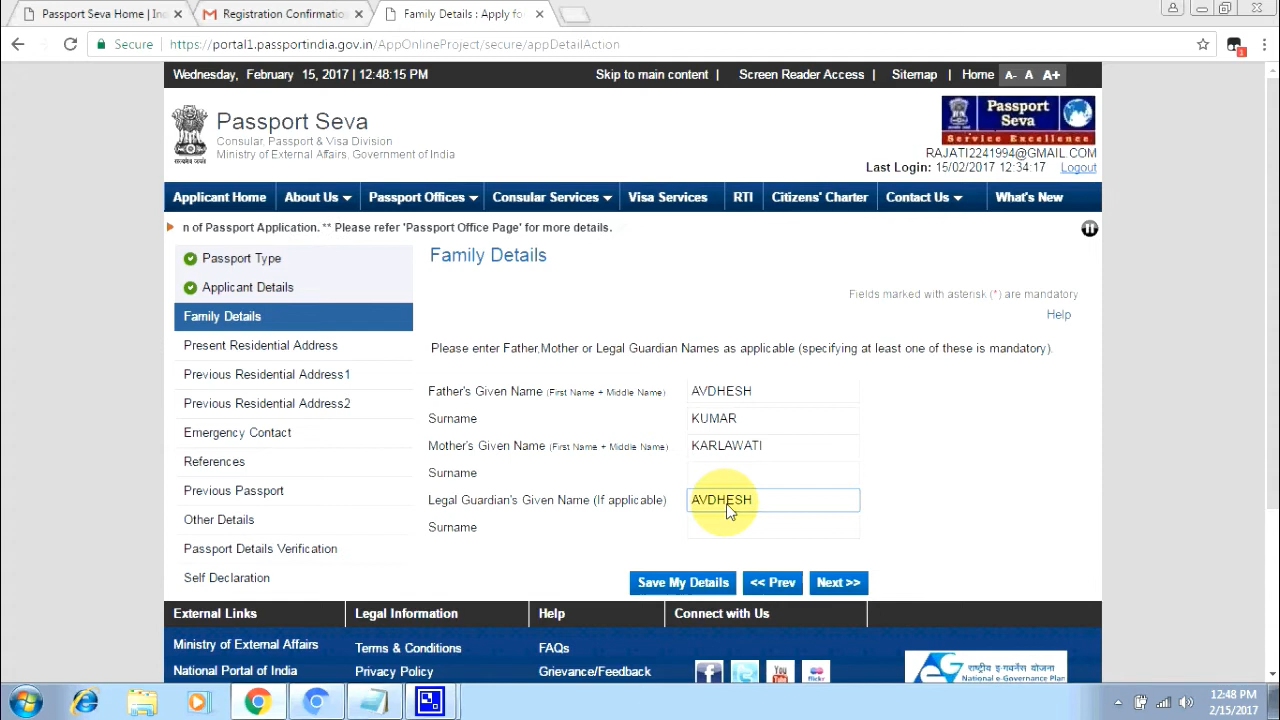 Passport Seva Home | Ind
Registration Confirmation
Family Details : Apply fo
Secure
https://portal1.passportindia.gov.in/AppOnlineProject/secure/appDetailAction
1
Wednesday, February 15, 2017 | 12:48:15 PM
Skip to main content | Screen Reader Access | Sitemap | Home A- A A+
Passport Seva
Consular, Passport & Visa Division
Ministry of External Affairs, Government of India
सत्यमेव जयते
Passport
Seva
Service Excellence
RAJATI2241994@GMAIL.COM
Last Login: 15/02/2017 12:34:17 Logout
Applicant Home About Us Passport Offices Consular Services Visa Services RTI Citizens' Charter Contact Us What's New
n of Passport Application. ** Please refer 'Passport Office Page' for more details.
Passport Type
Applicant Details
Family Details
Present Residential Address
Previous Residential Address1
Previous Residential Address2
Emergency Contact
References
Previous Passport
Other Details
Passport Details Verification
Self Declaration
Family Details
Fields marked with asterisk (*) are mandatory
Help
Please enter Father,Mother or Legal Guardian Names as applicable (specifying at least one of these is mandatory).
Father's Given Name (First Name + Middle Name) AVDHESH
Surname KUMAR
Mother's Given Name (First Name + Middle Name) KARLAWATI
Surname
Legal Guardian's Given Name (If applicable) AVDHESH
Surname
Save My Details << Prev Next >>
External Links Legal Information Help Connect with Us
Ministry of External Affairs Terms & Conditions FAQs
National Portal of India Privacy Policy Grievance/Feedback
You
Tube
flickr
राष्ट्रीय इ-गवर्नेंस योजना
National e-Governance Plan
12:48 PM
2/15/2017